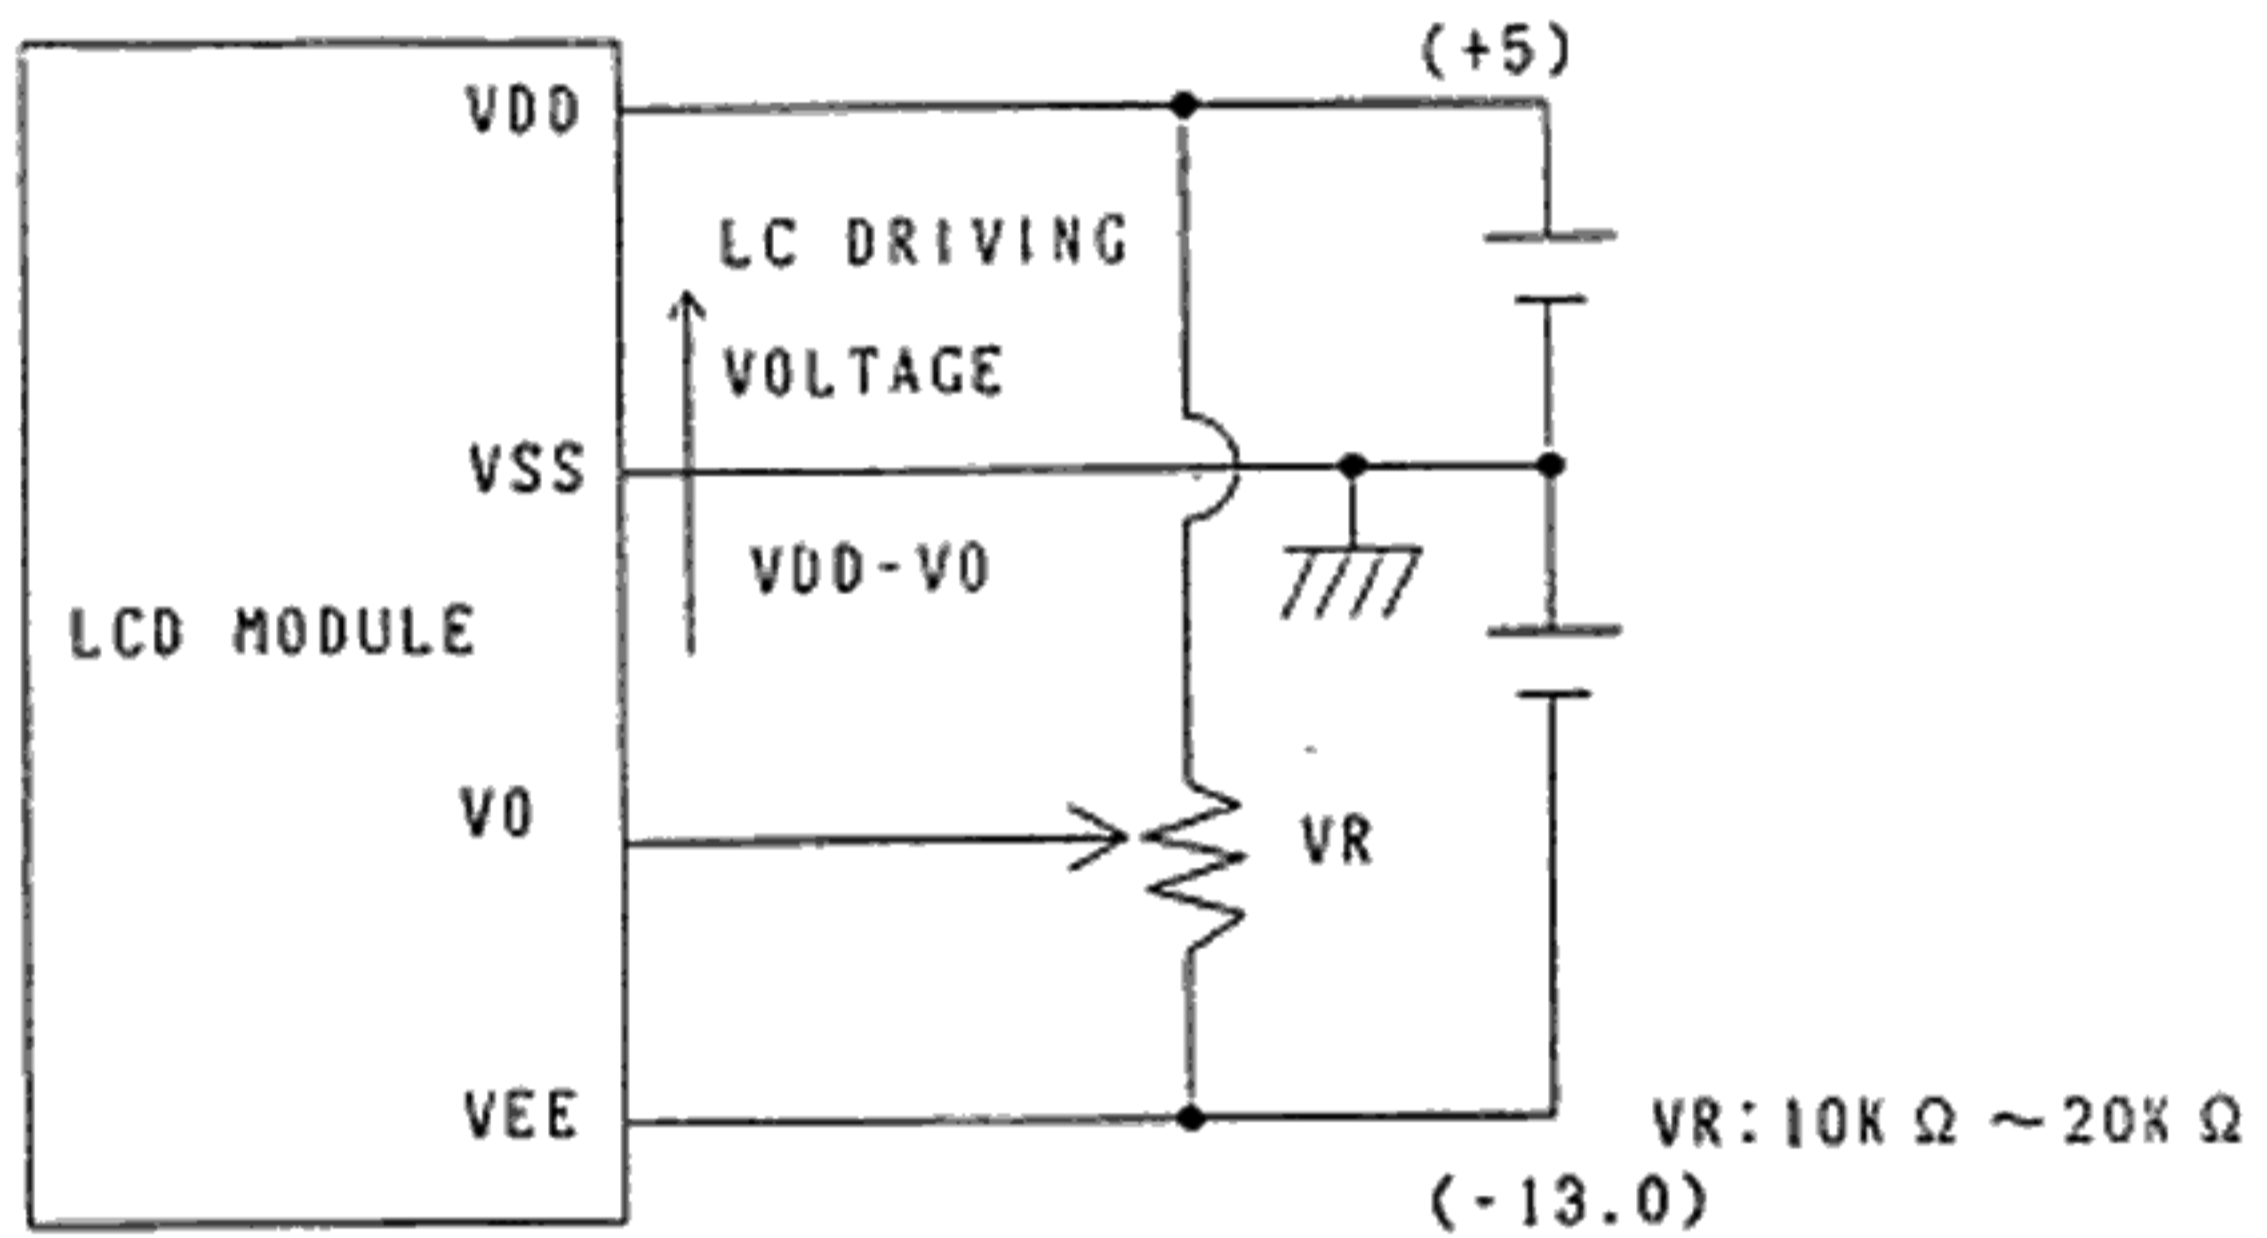 (+5)
VDD
LC DRIVING
VOLTAGE
VSS
VDD-V0
LCD MODULE
V0
VR
VEE
VR:10KΩ ~20KΩ
(-13.0)